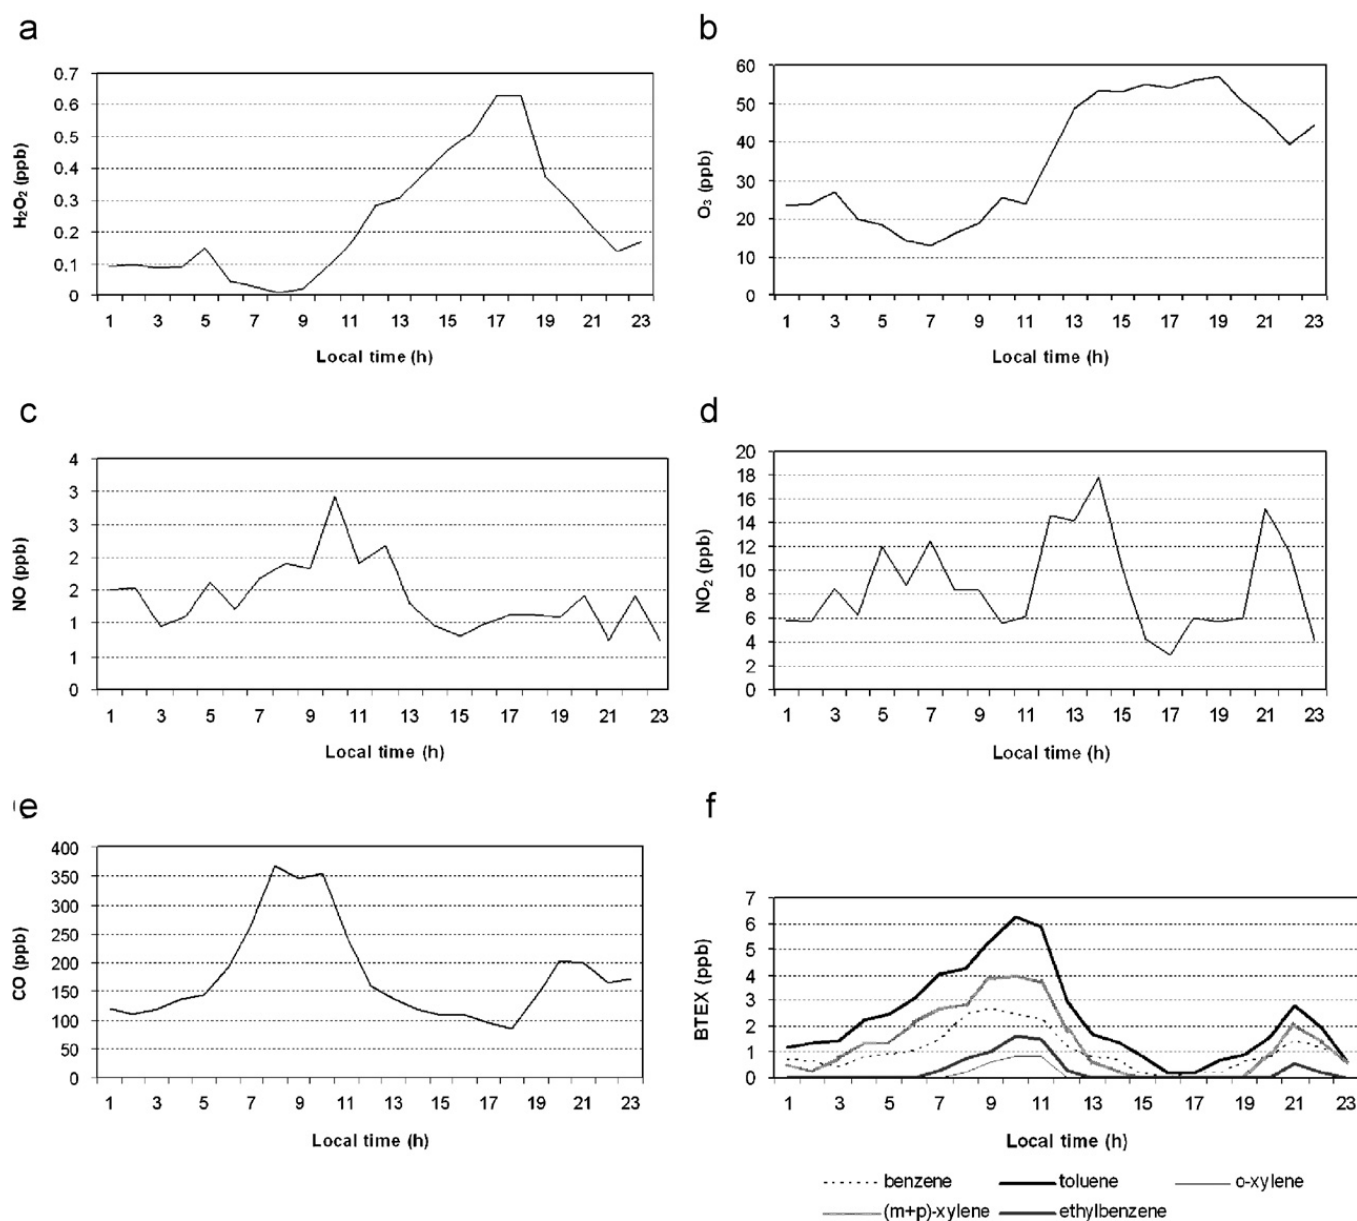 a
0.7
0.6
0.5
0.4
0.3
0.2
0.1
0
H₂O₂ (ppb)
1 3 5 7 9 11 13 15 17 19 21 23
Local time (h)
b
60
50
40
30
20
10
0
O₃ (ppb)
1 3 5 7 9 11 13 15 17 19 21 23
Local time (h)
c
4
3
3
2
2
1
1
0
NO (ppb)
1 3 5 7 9 11 13 15 17 19 21 23
Local time (h)
d
20
18
16
14
12
10
8
6
4
2
0
NO₂ (ppb)
1 3 5 7 9 11 13 15 17 19 21 23
Local time (h)
e
400
350
300
250
200
150
100
50
0
CO (ppb)
1 3 5 7 9 11 13 15 17 19 21 23
Local time (h)
f
7
6
5
4
3
2
1
0
BTEX (ppb)
1 3 5 7 9 11 13 15 17 19 21 23
Local time (h)
benzene toluene o-xylene
(m+p)-xylene ethylbenzene